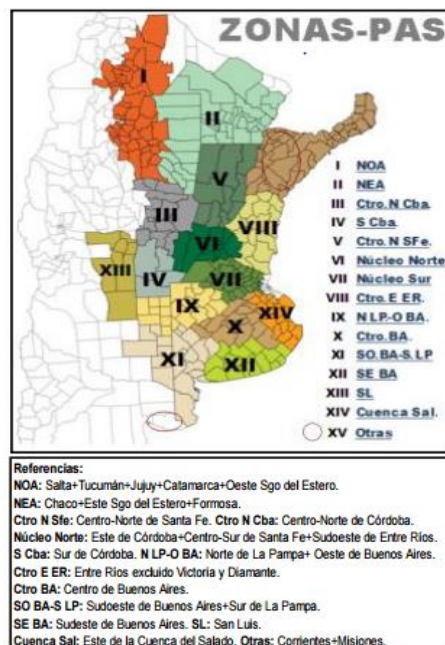 ZONAS-PAS
I
II
III
IV
V
VI
VII
VIII
IX
X
XI
XII
XIII
XIV
I NOA
II NEA
III Ctro. N Cba.
IV S Cba.
V Ctro. N SFe.
VI Núcleo Norte
VII Núcleo Sur
VIII Ctro. E ER.
IX N LP.-O BA.
X Ctro. BA.
XI SO. BA-S. LP
XII SE BA
XIII SL
XIV Cuenca Sal.
XV Otras
Referencias:
NOA: Salta+Tucumán+Jujuy+Catamarca+Oeste Sgo del Estero.
NEA: Chaco+Este Sgo del Estero+Formosa.
Ctro N Sfe: Centro-Norte de Santa Fe. Ctro N Cba: Centro-Norte de Córdoba.
Núcleo Norte: Este de Córdoba+Centro-Sur de Santa Fe+Sudoeste de Entre Ríos.
S Cba: Sur de Córdoba. N LP-O BA: Norte de La Pampa+ Oeste de Buenos Aires.
Ctro E ER: Entre Ríos excluido Victoria y Diamante.
Ctro BA: Centro de Buenos Aires.
SO BA-S LP: Sudoeste de Buenos Aires+Sur de La Pampa.
SE BA: Sudeste de Buenos Aires. SL: San Luis.
Cuenca Sal: Este de la Cuenca del Salado. Otras: Corrientes+Misiones.